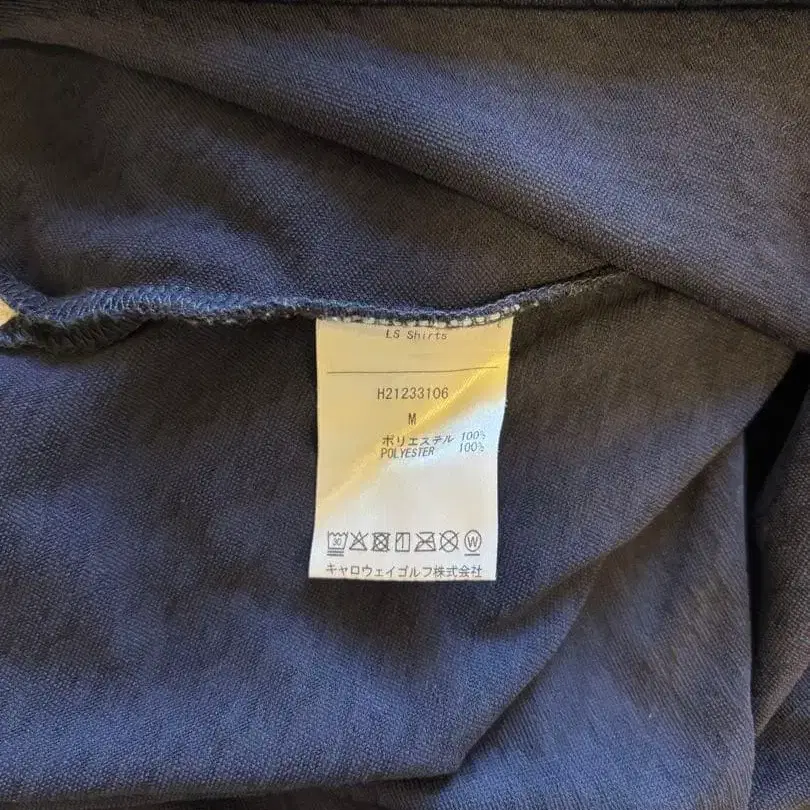 LS Shirts
H21233106
M
ポリエステル 100%
POLYESTER 100%
30 W
キャロウェイゴルフ株式会社